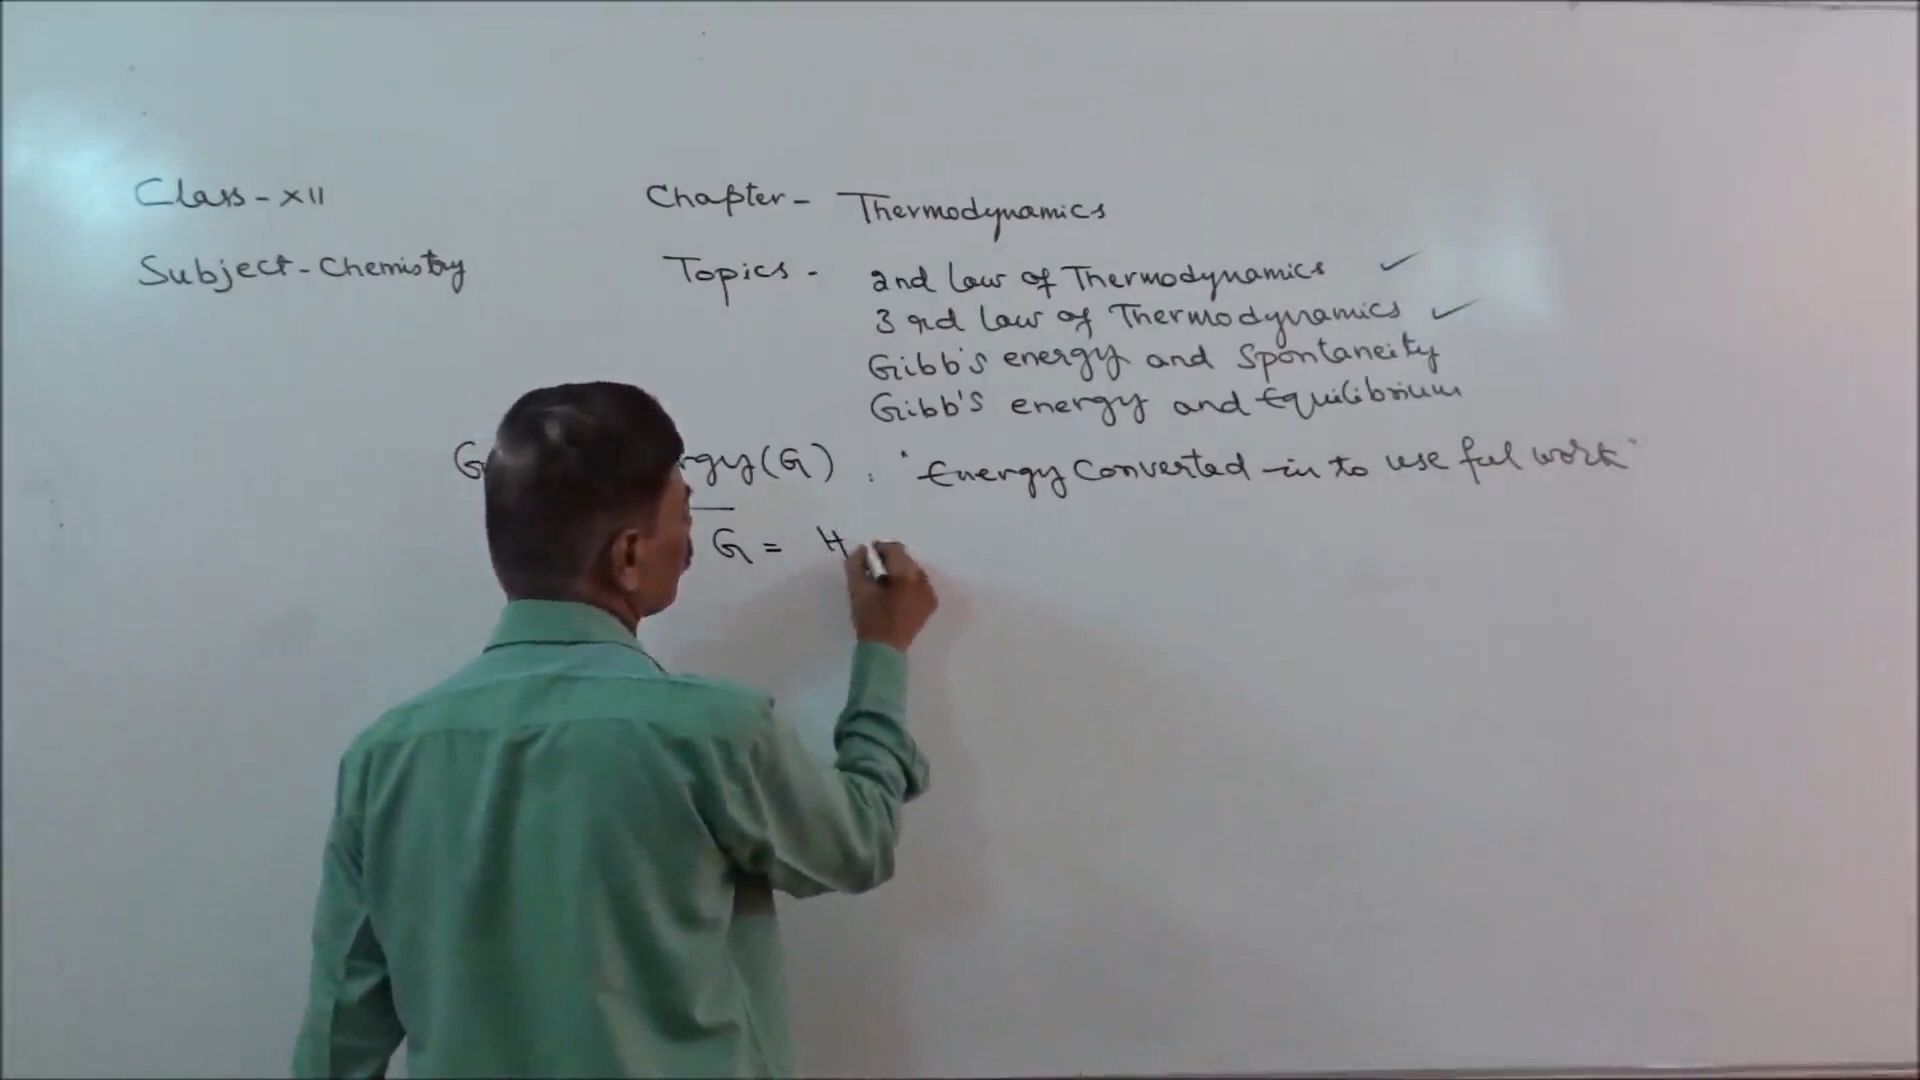 Class - XII
Subject - Chemistry
Chapter - Thermodynamics
Topics - 2nd law of Thermodynamics ✓
3rd law of Thermodynamics ✓
Gibb's energy and Spontaneity
Gibb's energy and Equilibrium
(G) : "Energy Converted in to use ful work"
G = H